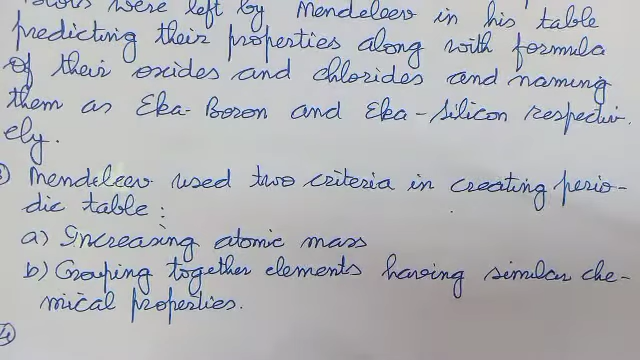 were left by Mendeleev in his table
predicting their properties along with formula
of their oxides and chlorides and naming
them as Eka-Boron and Eka-Silicon respectiv.
ely.
Mendeleev used two criteria in creating perio-
dic table :
a) Increasing atomic mass
b) Grouping together elements having similar che-
mical properties.
4